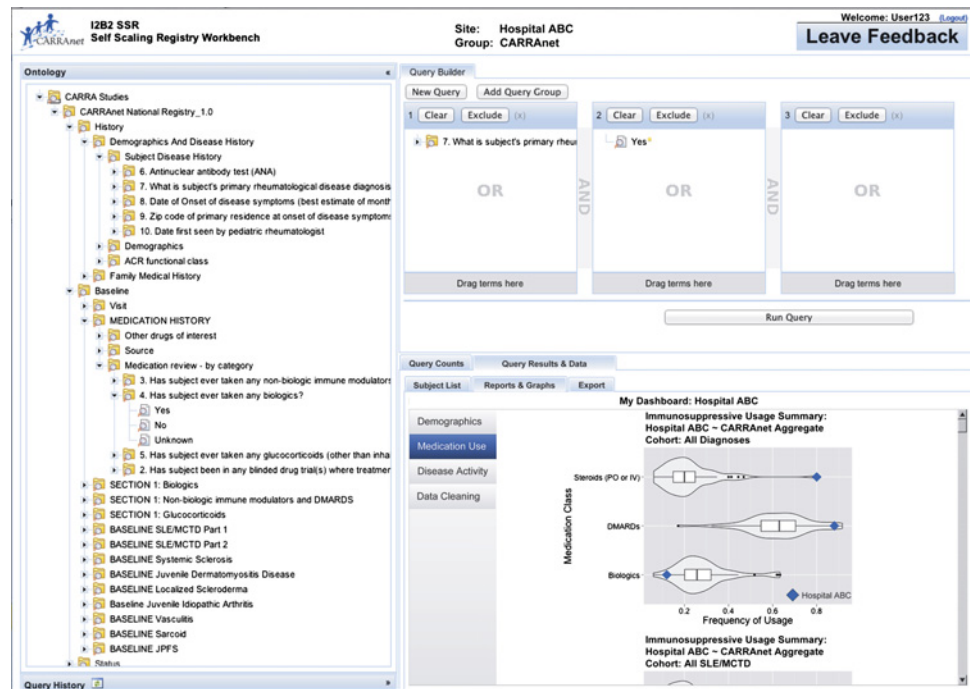 CARRAnet
I2B2 SSR
Self Scaling Registry Workbench
Site: Hospital ABC
Group: CARRAnet
Welcome: User123 (Logout)
Leave Feedback
Ontology
CARRA Studies
CARRAnet National Registry_1.0
History
Demographics And Disease History
Subject Disease History
6. Antinuclear antibody test (ANA)
7. What is subject's primary rheumatological disease diagnosis
8. Date of Onset of disease symptoms (best estimate of month
9. Zip code of primary residence at onset of disease symptoms
10. Date first seen by pediatric rheumatologist
Demographics
ACR functional class
Family Medical History
Baseline
Visit
MEDICATION HISTORY
Other drugs of interest
Source
Medication review - by category
3. Has subject ever taken any non-biologic immune modulators
4. Has subject ever taken any biologics?
Yes
No
Unknown
5. Has subject ever taken any glucocorticoids (other than inha
2. Has subject been in any blinded drug trial(s) where treatmer
SECTION 1: Biologics
SECTION 1: Non-biologic immune modulators and DMARDS
SECTION 1: Glucocorticoids
BASELINE SLE/MCTD Part 1
BASELINE SLE/MCTD Part 2
BASELINE Systemic Sclerosis
BASELINE Juvenile Dermatomyositis Disease
BASELINE Localized Scleroderma
Baseline Juvenile Idiopathic Arthritis
BASELINE Vasculitis
BASELINE Sarcoid
BASELINE JPFS
Status
Query History
Query Builder
New Query Add Query Group
1 Clear Exclude (x)
7. What is subject's primary rheu
OR
Drag terms here
AND
2 Clear Exclude (x)
Yes*
OR
Drag terms here
AND
3 Clear Exclude (x)
OR
Drag terms here
Run Query
Query Counts Query Results & Data
Subject List Reports & Graphs Export
My Dashboard: Hospital ABC
Demographics
Medication Use
Disease Activity
Data Cleaning
Immunosuppressive Usage Summary:
Hospital ABC ~ CARRAnet Aggregate
Cohort: All Diagnoses
Medication Class
Steroids (PO or IV)
DMARDs
Biologics
Hospital ABC
0.2 0.4 0.6 0.8
Frequency of Usage
Immunosuppressive Usage Summary:
Hospital ABC ~ CARRAnet Aggregate
Cohort: All SLE/MCTD